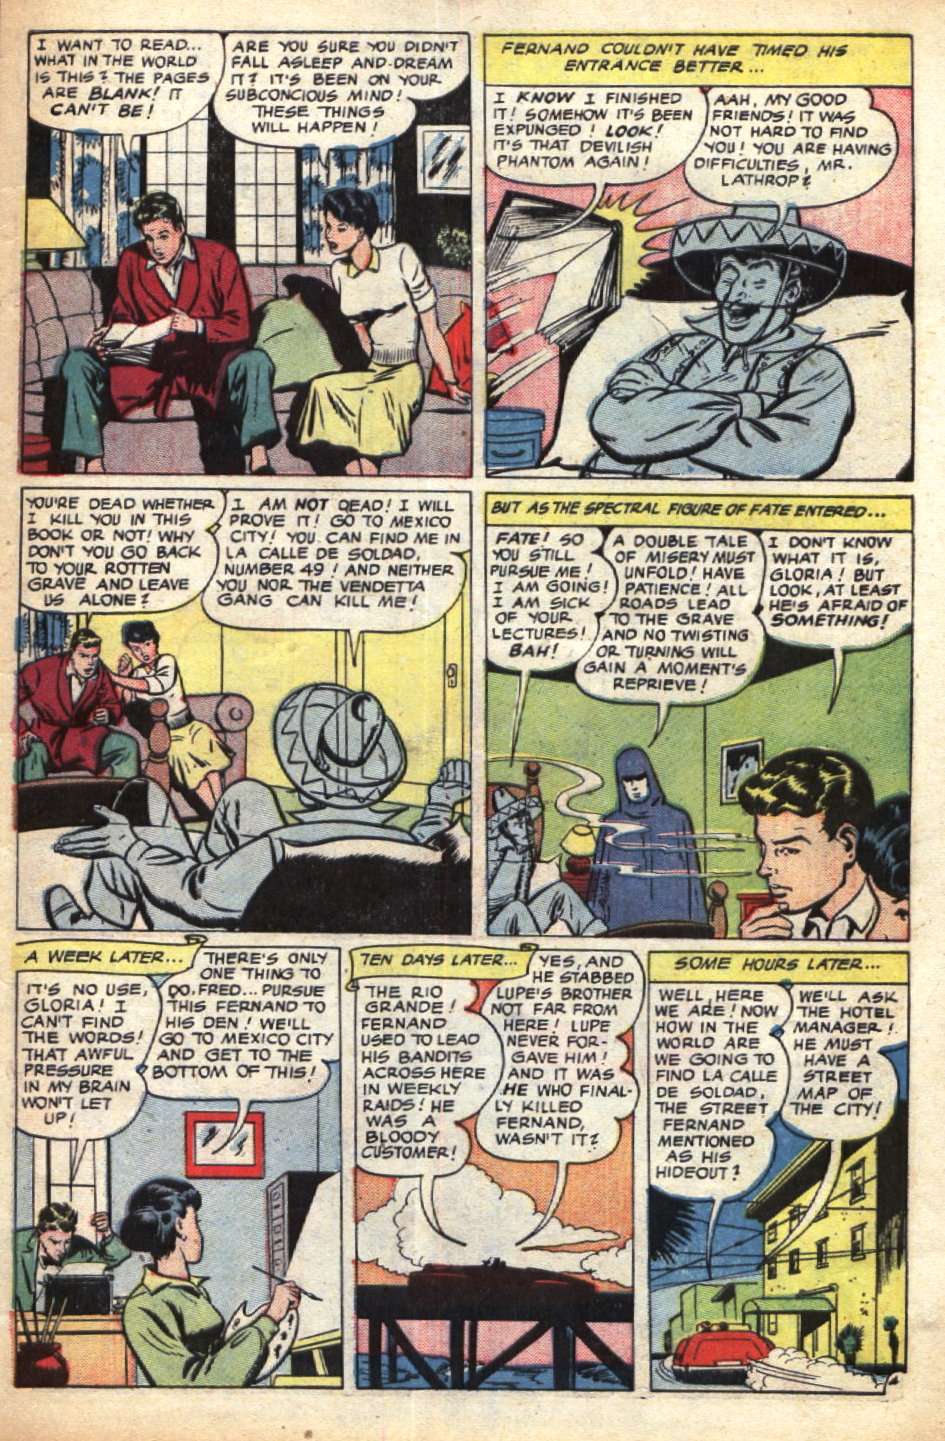 I WANT TO READ...
WHAT IN THE WORLD
IS THIS? THE PAGES
ARE BLANK! IT
CAN'T BE!
ARE YOU SURE YOU DIDN'T
FALL ASLEEP AND DREAM
IT? IT'S BEEN ON YOUR
SUBCONCIOUS MIND!
THESE THINGS
WILL HAPPEN!
FERNAND COULDN'T HAVE TIMED HIS
ENTRANCE BETTER...
I KNOW I FINISHED
IT! SOMEHOW IT'S BEEN
EXPUNGED! LOOK!
IT'S THAT DEVILISH
PHANTOM AGAIN!
AAH, MY GOOD
FRIENDS! IT WAS
NOT HARD TO FIND
YOU! YOU ARE HAVING
DIFFICULTIES, MR.
LATHROP?
YOU'RE DEAD WHETHER
I KILL YOU IN THIS
BOOK OR NOT! WHY
DON'T YOU GO BACK
TO YOUR ROTTEN
GRAVE AND LEAVE
US ALONE?
I AM NOT DEAD! I WILL
PROVE IT! GO TO MEXICO
CITY! YOU CAN FIND ME IN
LA CALLE DE SOLDAD,
NUMBER 49! AND NEITHER
YOU NOR THE VENDETTA
GANG CAN KILL ME!
BUT AS THE SPECTRAL FIGURE OF FATE ENTERED...
FATE! SO
YOU STILL
PURSUE ME!
I AM GOING!
I AM SICK
OF YOUR
LECTURES!
BAH!
A DOUBLE TALE
OF MISERY MUST
UNFOLD! HAVE
PATIENCE! ALL
ROADS LEAD
TO THE GRAVE
AND NO TWISTING
OR TURNING WILL
GAIN A MOMENT'S
REPRIEVE!
I DON'T KNOW
WHAT IT IS,
GLORIA! BUT
LOOK, AT LEAST
HE'S AFRAID OF
SOMETHING!
A WEEK LATER...
IT'S NO USE,
GLORIA! I
CAN'T FIND
THE WORDS!
THAT AWFUL
PRESSURE
IN MY BRAIN
WON'T LET
UP!
THERE'S ONLY
ONE THING TO
DO, FRED... PURSUE
THIS FERNAND TO
HIS DEN! WE'LL
GO TO MEXICO CITY
AND GET TO THE
BOTTOM OF THIS!
TEN DAYS LATER...
THE RIO
GRANDE!
FERNAND
USED TO LEAD
HIS BANDITS
ACROSS HERE
IN WEEKLY
RAIDS! HE
WAS A
BLOODY
CUSTOMER!
YES, AND
HE STABBED
LUPE'S BROTHER
NOT FAR FROM
HERE! LUPE
NEVER FOR-
GAVE HIM!
AND IT WAS
HE WHO FINAL-
LY KILLED
FERNAND,
WASN'T IT?
SOME HOURS LATER...
WELL, HERE
WE ARE! NOW
HOW IN THE
WORLD ARE
WE GOING TO
FIND LA CALLE
DE SOLDAD,
THE STREET
FERNAND
MENTIONED
AS HIS
HIDEOUT?
WE'LL ASK
THE HOTEL
MANAGER!
HE MUST
HAVE A
STREET
MAP OF
THE CITY!